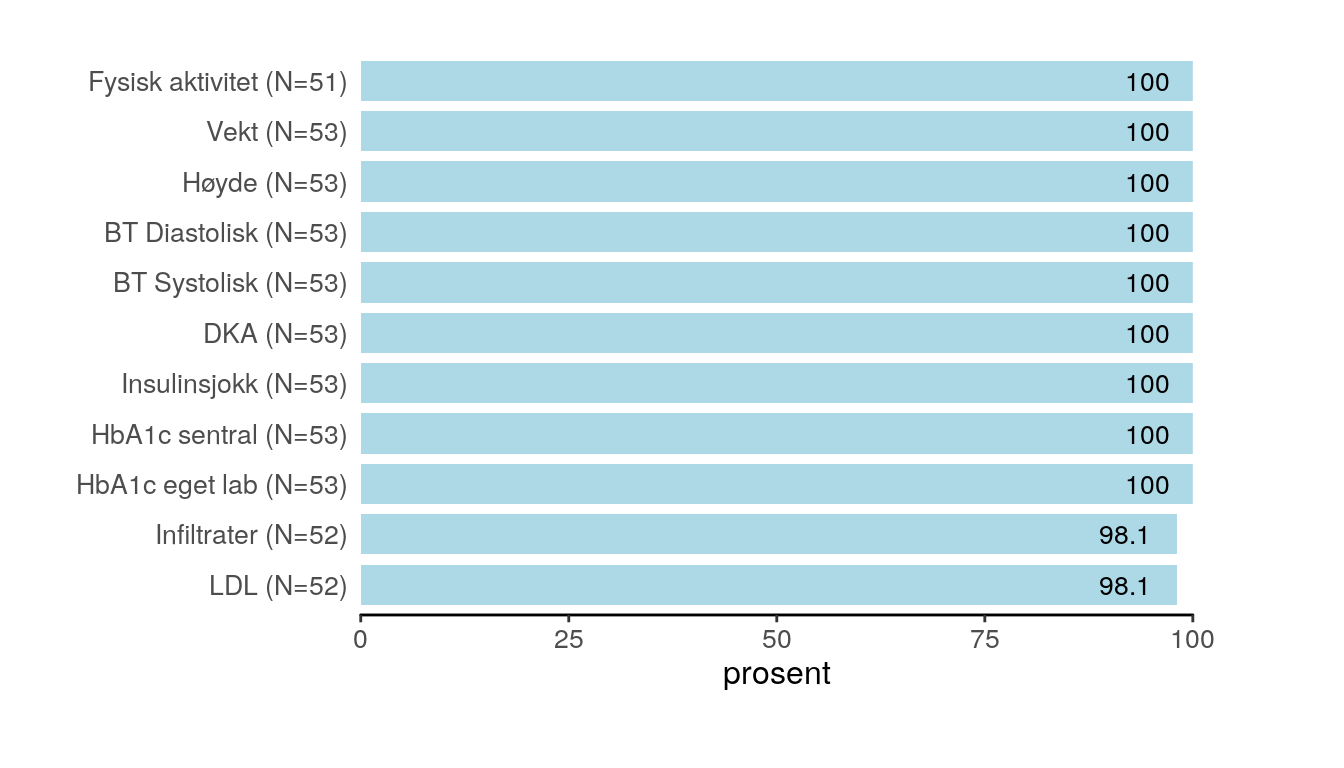 Fysisk aktivitet (N=51) 100
Vekt (N=53) 100
Høyde (N=53) 100
BT Diastolisk (N=53) 100
BT Systolisk (N=53) 100
DKA (N=53) 100
Insulinsjokk (N=53) 100
HbA1c sentral (N=53) 100
HbA1c eget lab (N=53) 100
Infiltrater (N=52) 98.1
LDL (N=52) 98.1
0 25 50 75 100
prosent